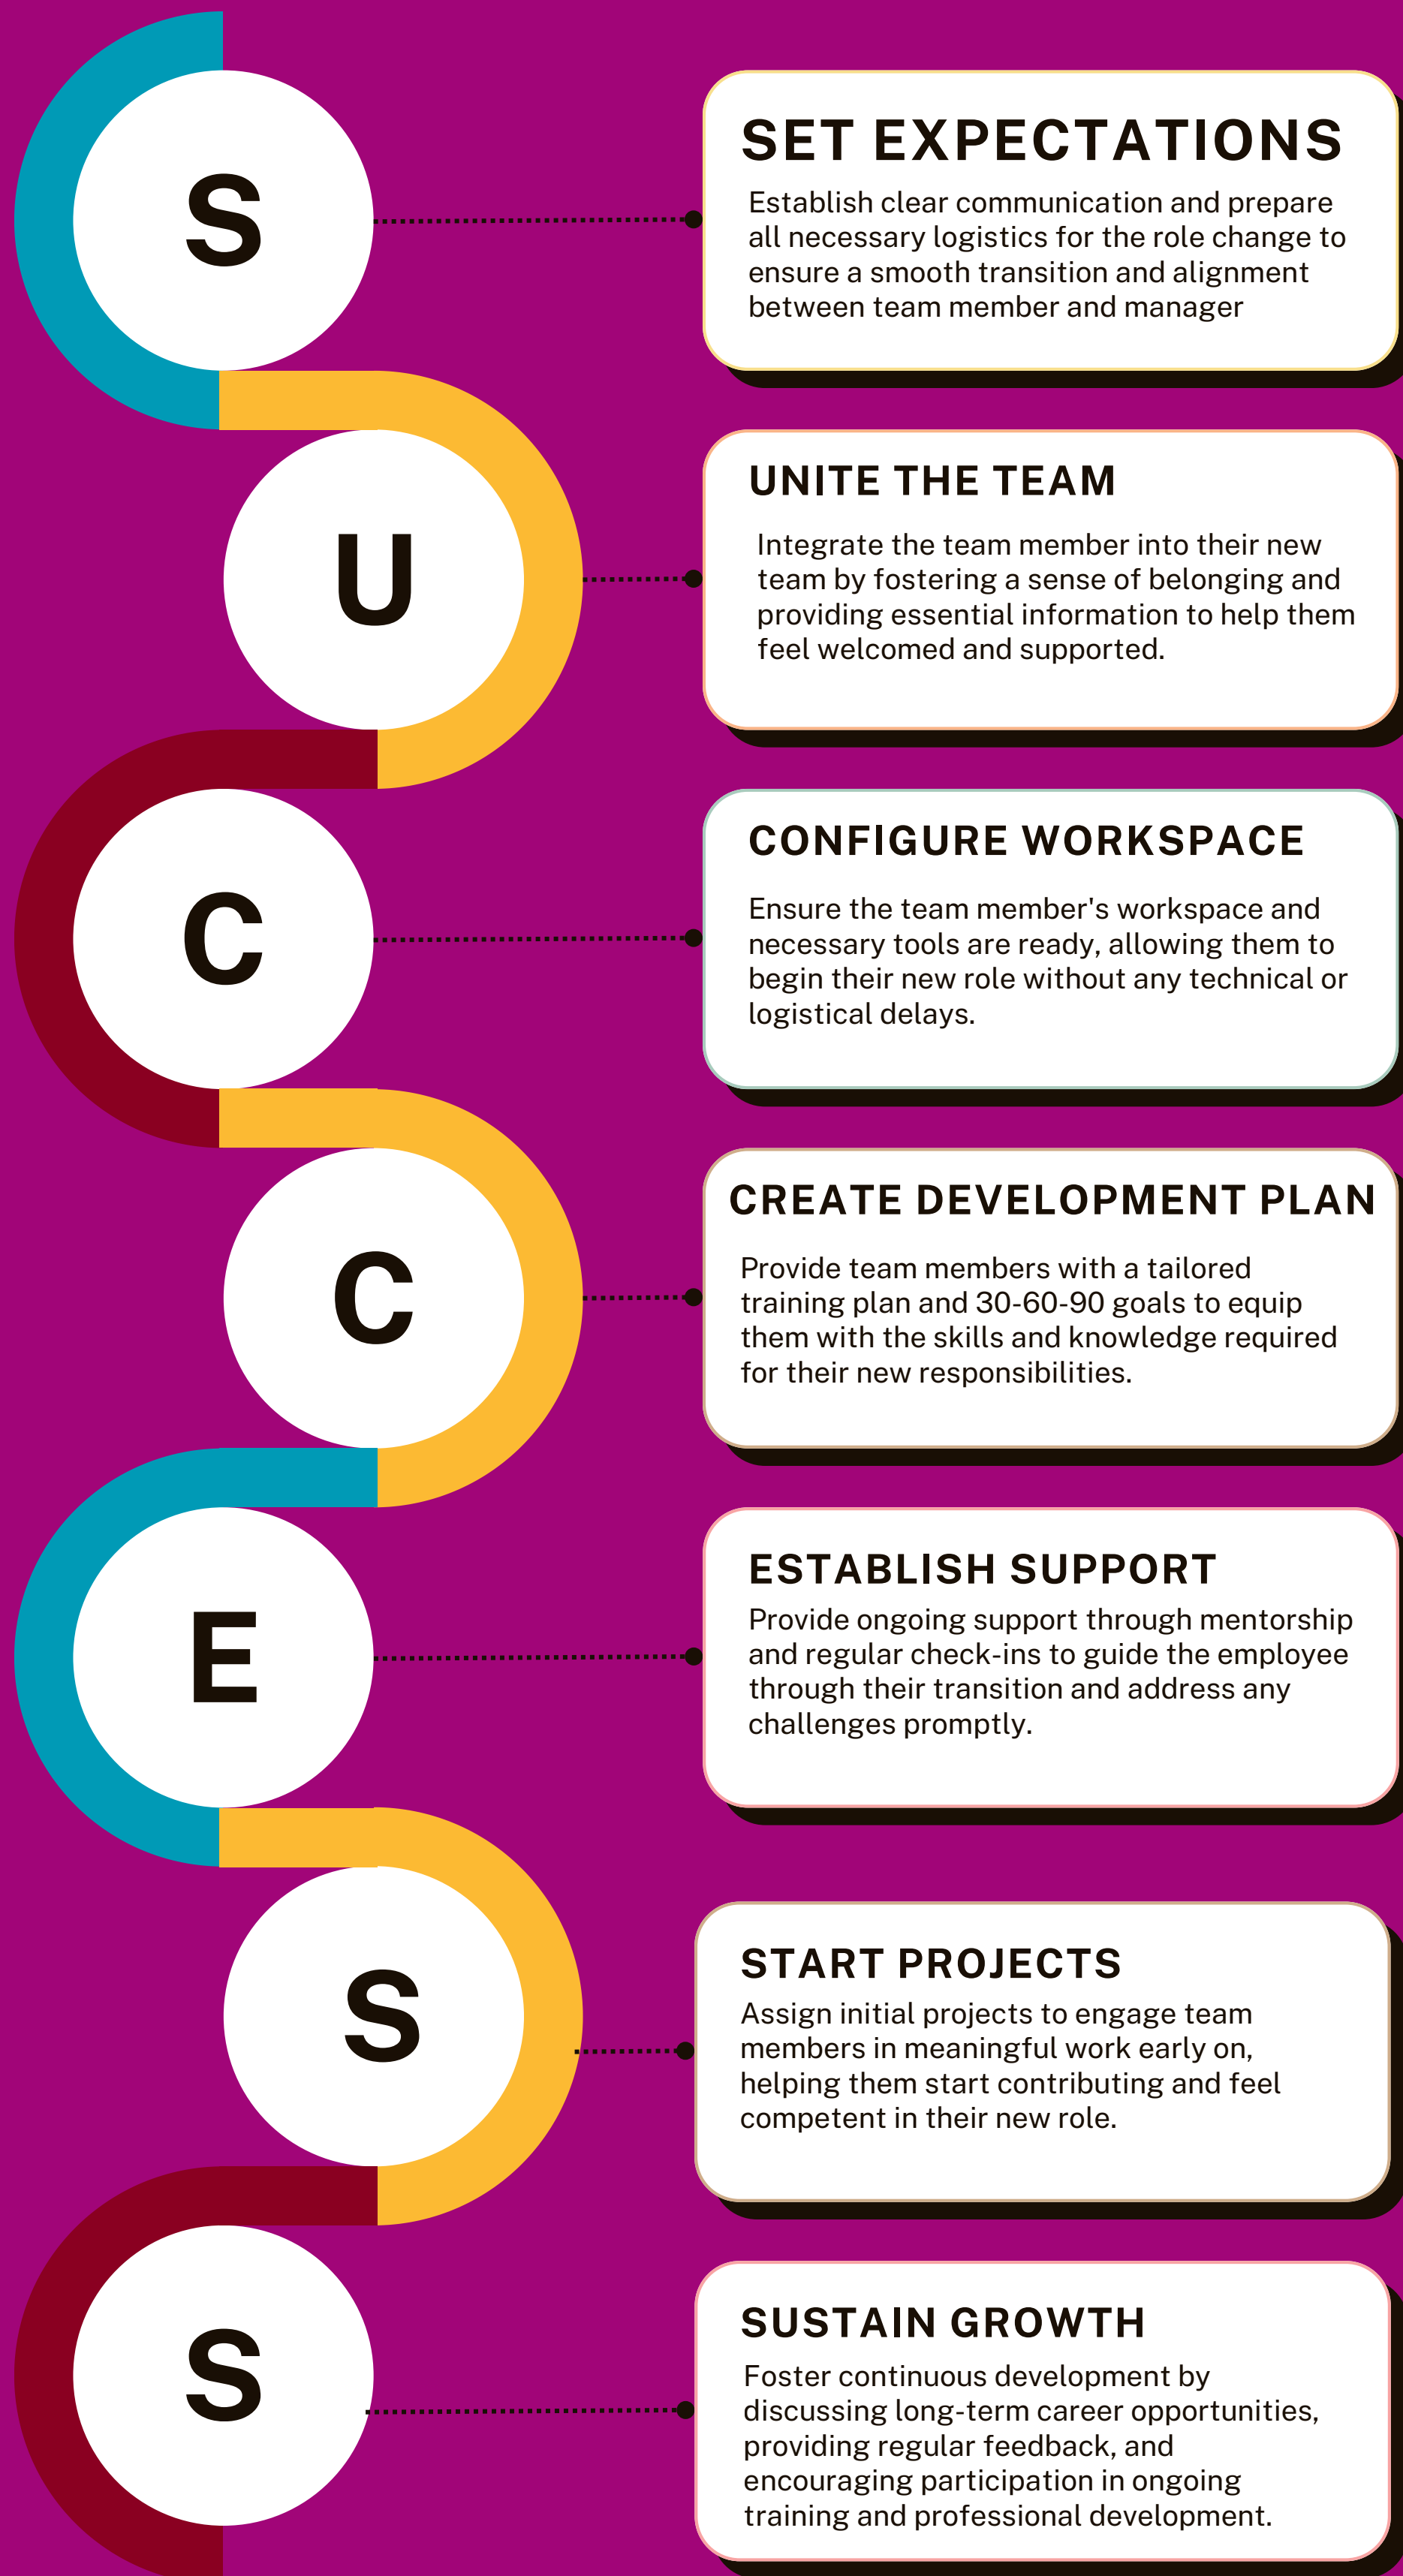 S
SET EXPECTATIONS
Establish clear communication and prepare
all necessary logistics for the role change to
ensure a smooth transition and alignment
between team member and manager
U
UNITE THE TEAM
Integrate the team member into their new
team by fostering a sense of belonging and
providing essential information to help them
feel welcomed and supported.
C
CONFIGURE WORKSPACE
Ensure the team member's workspace and
necessary tools are ready, allowing them to
begin their new role without any technical or
logistical delays.
C
CREATE DEVELOPMENT PLAN
Provide team members with a tailored
training plan and 30-60-90 goals to equip
them with the skills and knowledge required
for their new responsibilities.
E
ESTABLISH SUPPORT
Provide ongoing support through mentorship
and regular check-ins to guide the employee
through their transition and address any
challenges promptly.
S
START PROJECTS
Assign initial projects to engage team
members in meaningful work early on,
helping them start contributing and feel
competent in their new role.
S
SUSTAIN GROWTH
Foster continuous development by
discussing long-term career opportunities,
providing regular feedback, and
encouraging participation in ongoing
training and professional development.